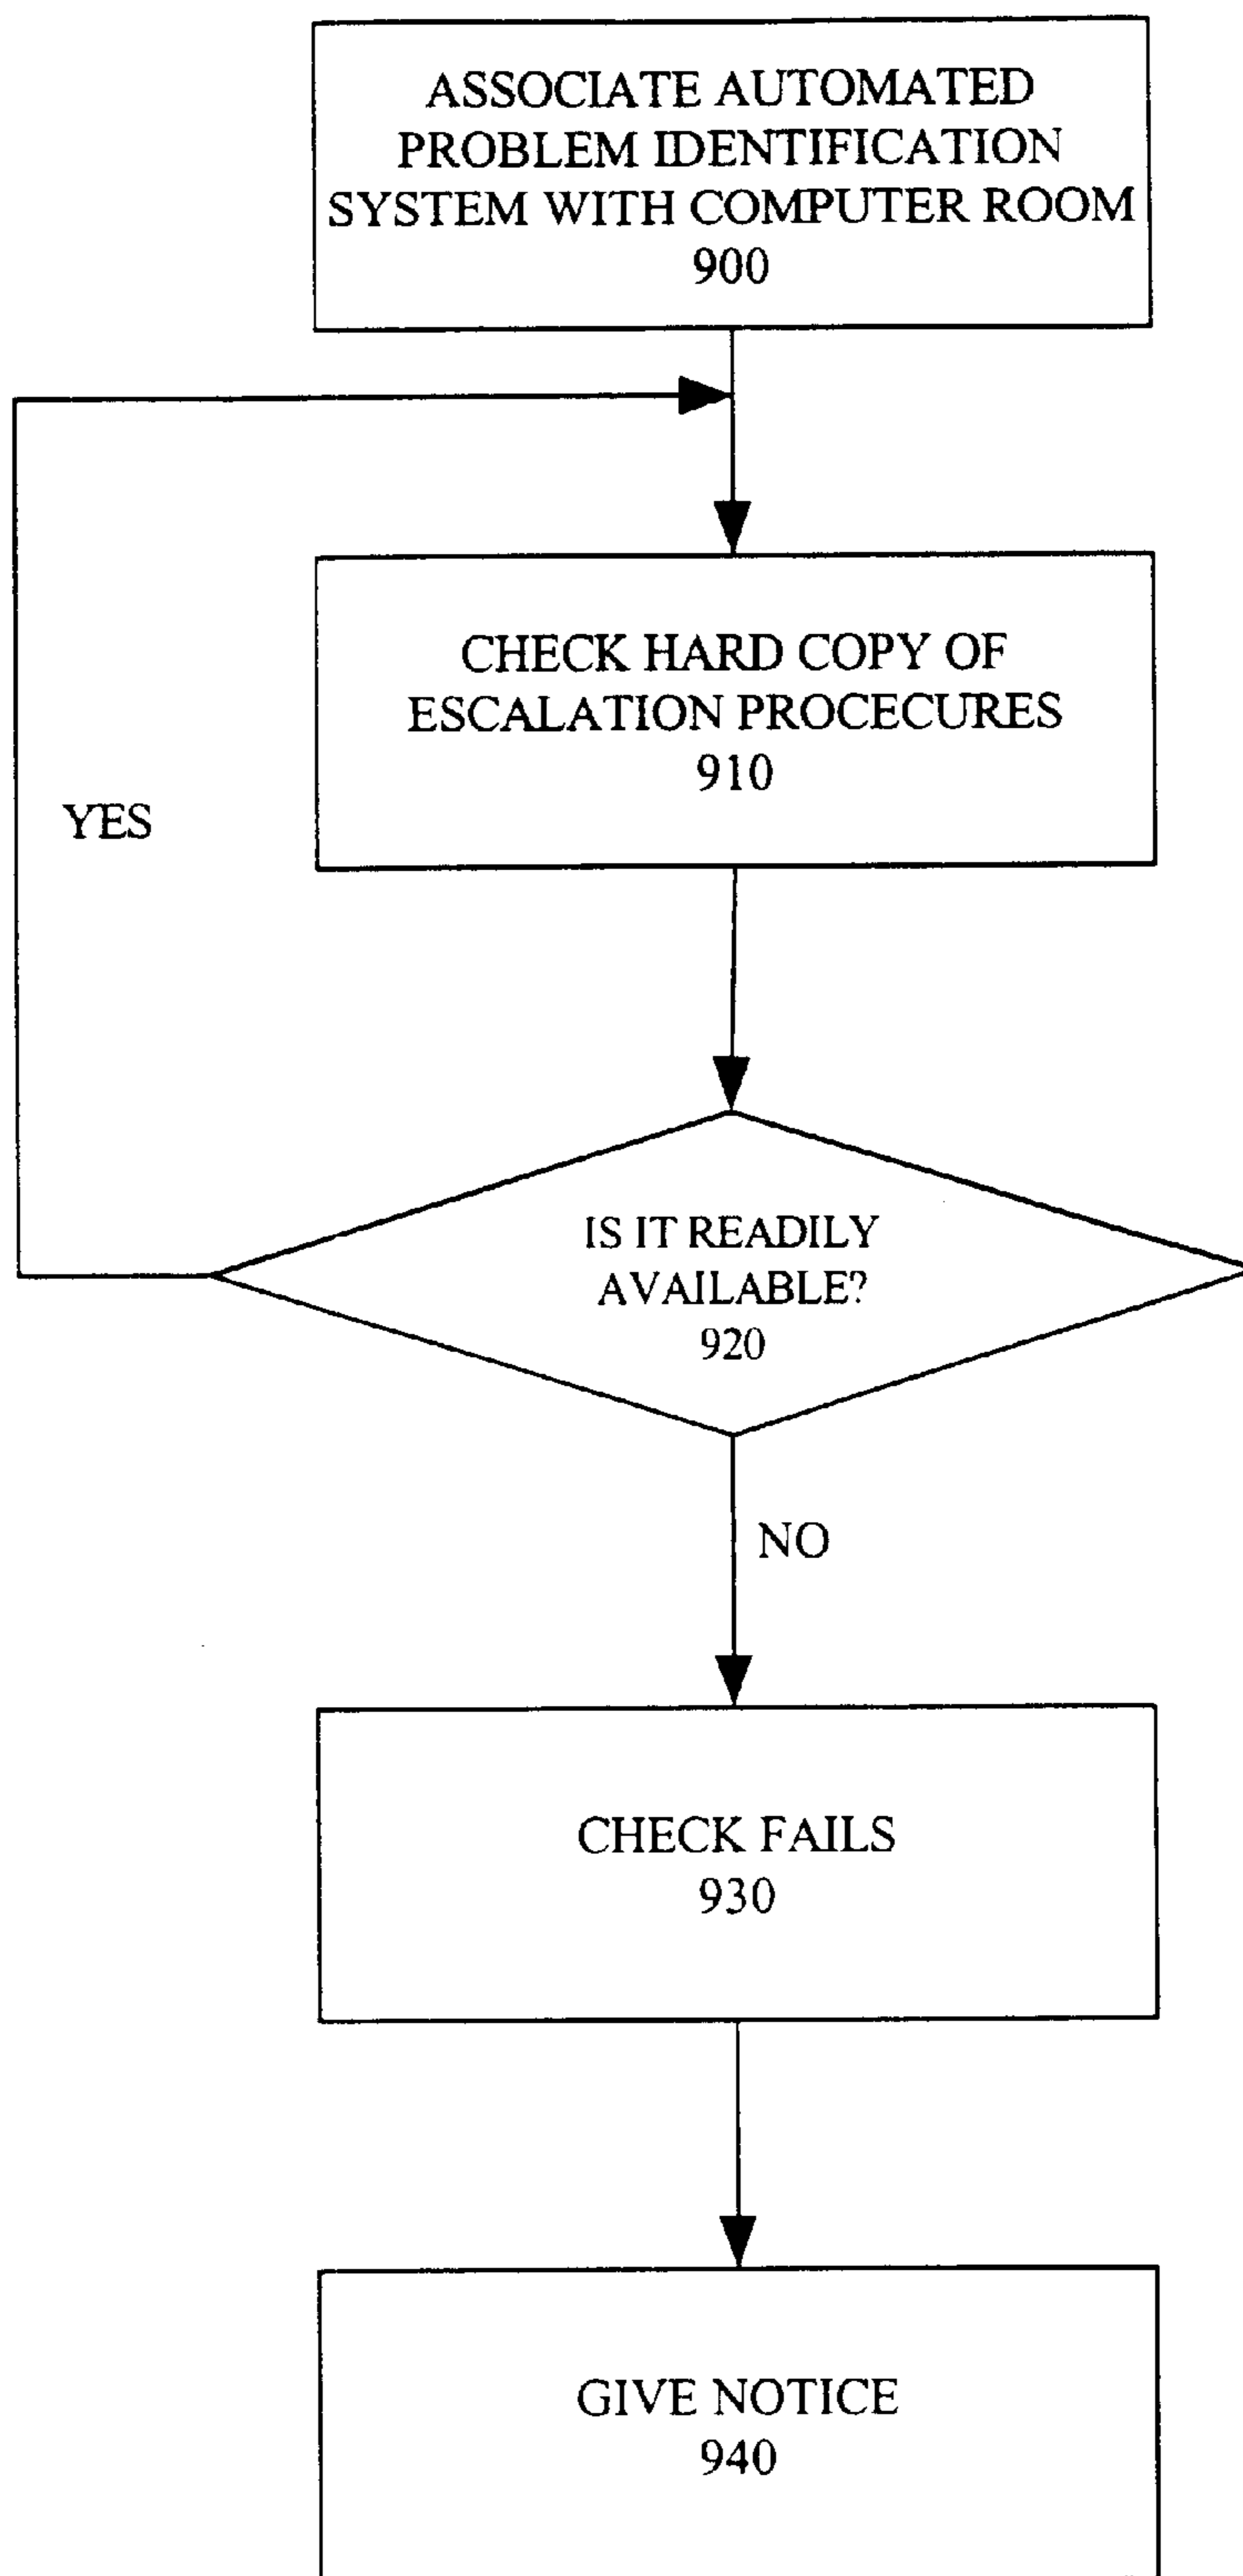 ASSOCIATE AUTOMATED
PROBLEM IDENTIFICATION
SYSTEM WITH COMPUTER ROOM
900
CHECK HARD COPY OF
ESCALATION PROCECURES
910
YES
IS IT READILY
AVAILABLE?
920
NO
CHECK FAILS
930
GIVE NOTICE
940